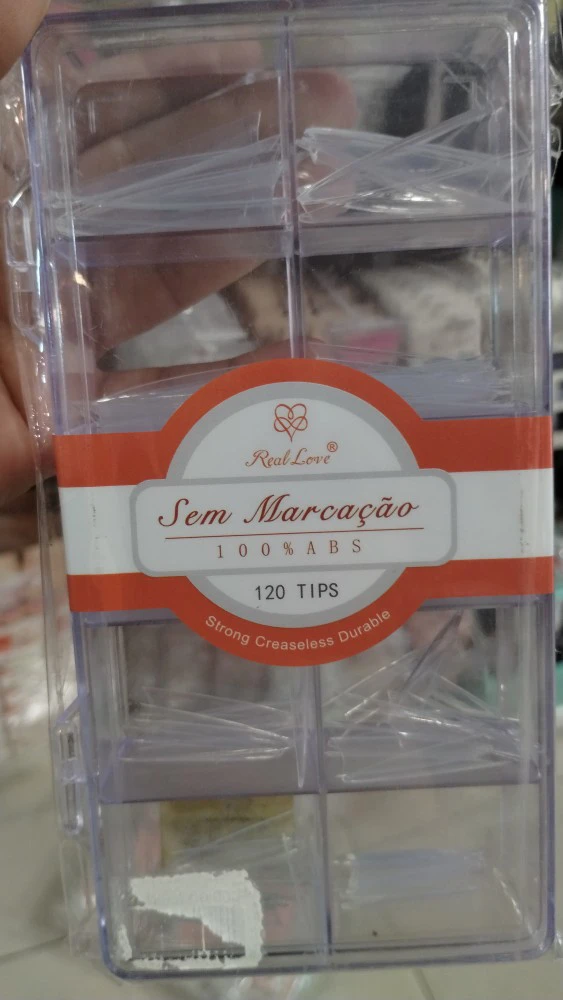 Real Love®
Sem Marcação
100%ABS
120 TIPS
Strong Creaseless Durable